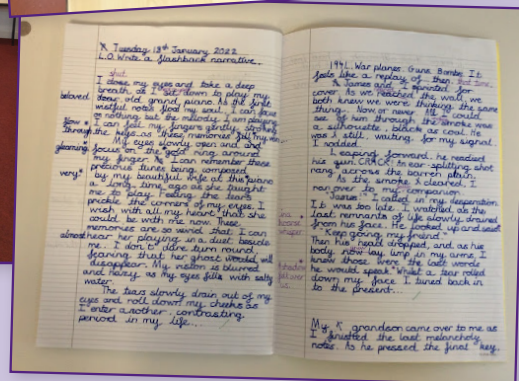 Tuesday 18th January 2022
L.O. Write a flashback narrative.
shut
I close my eyes and take a deep
breath, as I sat down to play my
beloved dear old grand piano. As the first
wistful notes float my soul, I can focus
on nothing but the melody I am playing
Now I can feel my fingers gently stroking
through the keys as these memories fill my
My eyes slowly open and
gleaming focus on the gold ring around
my finger. I can remember these
precious tunes being composed
very by my beautiful wife at this piano
a long time ago as she taught
me to play. Feeling the tears
prickle the corners of my eyes, I
wish with all my heart that she
could be with me now. These
memories are so weird that I can
almost hear her playing in a duet beside
me. I don't dare turn round
fearing that her ghost would
disappear. My vision is blurred
and hazy as my eyes fill with salty
water.
The tears slowly drain out of my
eyes and roll down my cheeks as
I enter another, contrasting
period in my life...
1941. War planes. Guns. Bombs. It
feels like a replay of then.
James and I sprinted for
cover. As we reached the wall, we
both knew we were thinking the same
thing. Now or never. I could
see of him through the smoke was
a silhouette, black as coal. He
was still waiting for my signal.
I nodded.
Leaping forward, he readied
his gun. CRACK! An ear-splitting shot
rang across the barren plain.
As the smoke cleared, I
ran over to my companion.
"James!" I called in my desperation.
It was too late. I watched as the
last remnants of life slowly drained
from his face. He looked up and
"Keep going my friend"
Then his head dropped, and as his
body now lay limp in my arms, I
knew those were the last words
he would speak. Whilst a tear rolled
down my face I tuned back in
to the present...
My grandson came over to me as
I finished the last melancholy
notes. As he pressed the final key,